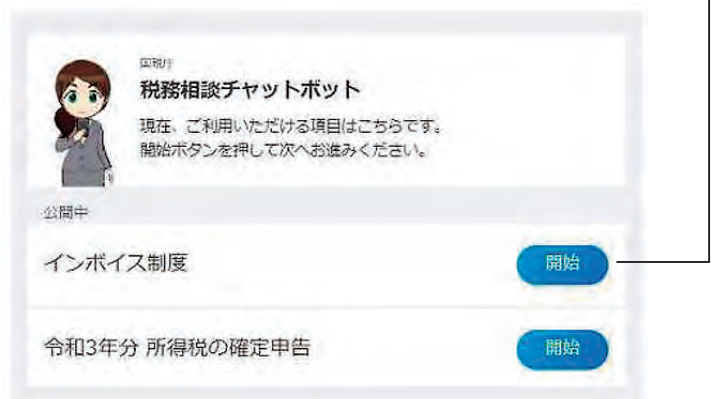 国税庁
税務相談チャットボット
現在、ご利用いただける項目はこちらです。
開始ボタンを押して次へお進みください。
公開中
インボイス制度
開始
令和3年分 所得税の確定申告
開始